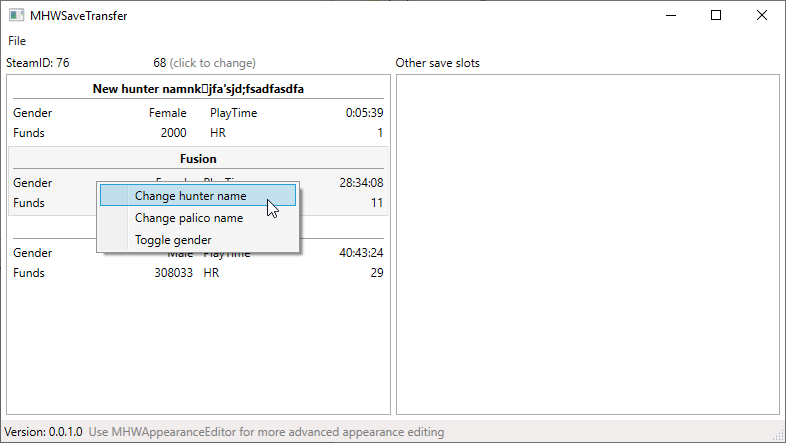 MHWSaveTransfer
File
SteamID: 76 68 (click to change)
Other save slots
New hunter namnk▯jfa'sjd;fsadfasdfa
Gender Female PlayTime 0:05:39
Funds 2000 HR 1
Fusion
Gender 28:34:08
Funds 11
Change hunter name
Change palico name
Toggle gender
Gender Male PlayTime 40:43:24
Funds 308033 HR 29
Version: 0.0.1.0 Use MHWAppearanceEditor for more advanced appearance editing